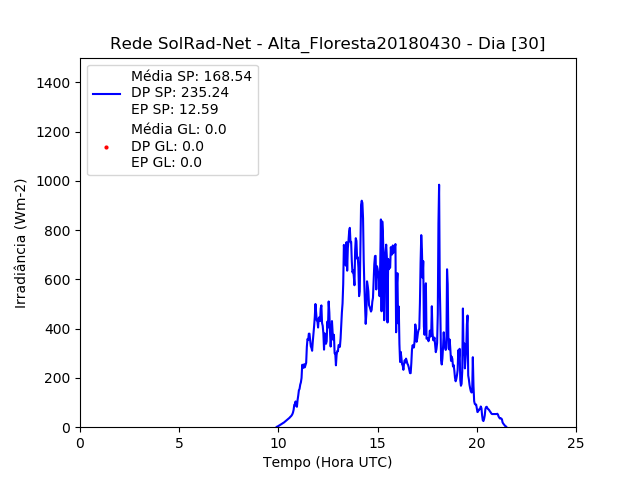 Rede SolRad-Net - Alta_Floresta20180430 - Dia [30]
Média SP: 168.54
DP SP: 235.24
EP SP: 12.59
Média GL: 0.0
DP GL: 0.0
EP GL: 0.0
1400
1200
1000
800
600
400
200
0
Irradiância (Wm-2)
0 5 10 15 20 25
Tempo (Hora UTC)